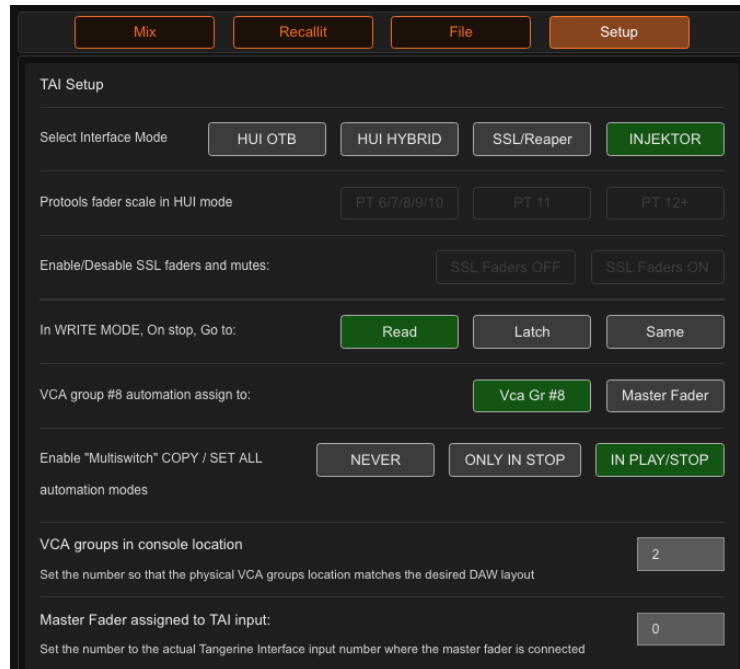 Mix Recallit File Setup
TAI Setup
Select Interface Mode HUI OTB HUI HYBRID SSL/Reaper INJEKTOR
Protools fader scale in HUI mode PT 6/7/8/9/10 PT 11 PT 12+
Enable/Desable SSL faders and mutes: SSL Faders OFF SSL Faders ON
In WRITE MODE, On stop, Go to: Read Latch Same
VCA group #8 automation assign to: Vca Gr #8 Master Fader
Enable "Multiswitch" COPY / SET ALL NEVER ONLY IN STOP IN PLAY/STOP
automation modes
VCA groups in console location
2
Set the number so that the physical VCA groups location matches the desired DAW layout
Master Fader assigned to TAI input:
0
Set the number to the actual Tangerine Interface input number where the master fader is connected